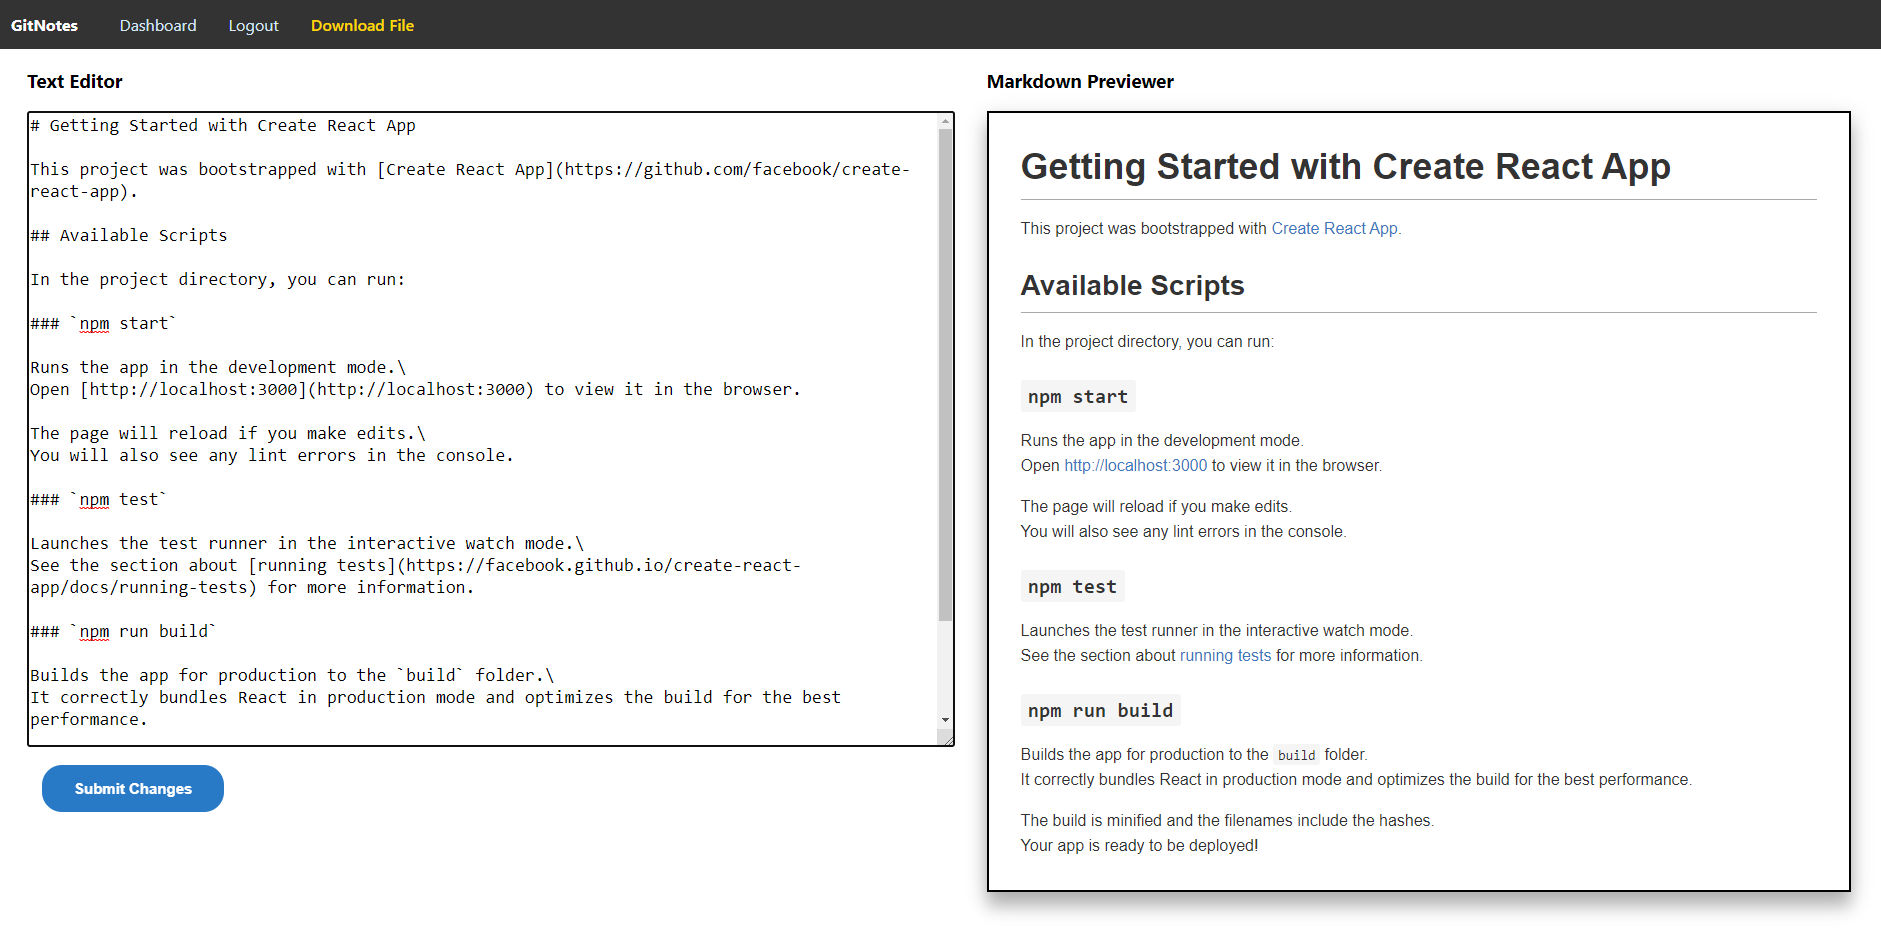 GitNotes Dashboard Logout Download File
Text Editor
# Getting Started with Create React App
This project was bootstrapped with [Create React App](https://github.com/facebook/create-
react-app).
## Available Scripts
In the project directory, you can run:
### `npm start`
Runs the app in the development mode.\
Open [http://localhost:3000](http://localhost:3000) to view it in the browser.
The page will reload if you make edits.\
You will also see any lint errors in the console.
### `npm test`
Launches the test runner in the interactive watch mode.\
See the section about [running tests](https://facebook.github.io/create-react-
app/docs/running-tests) for more information.
### `npm run build`
Builds the app for production to the `build` folder.\
It correctly bundles React in production mode and optimizes the build for the best
performance.
Submit Changes
Markdown Previewer
Getting Started with Create React App
This project was bootstrapped with Create React App.
Available Scripts
In the project directory, you can run:
npm start
Runs the app in the development mode.
Open http://localhost:3000 to view it in the browser.
The page will reload if you make edits.
You will also see any lint errors in the console.
npm test
Launches the test runner in the interactive watch mode.
See the section about running tests for more information.
npm run build
Builds the app for production to the build folder.
It correctly bundles React in production mode and optimizes the build for the best performance.
The build is minified and the filenames include the hashes.
Your app is ready to be deployed!